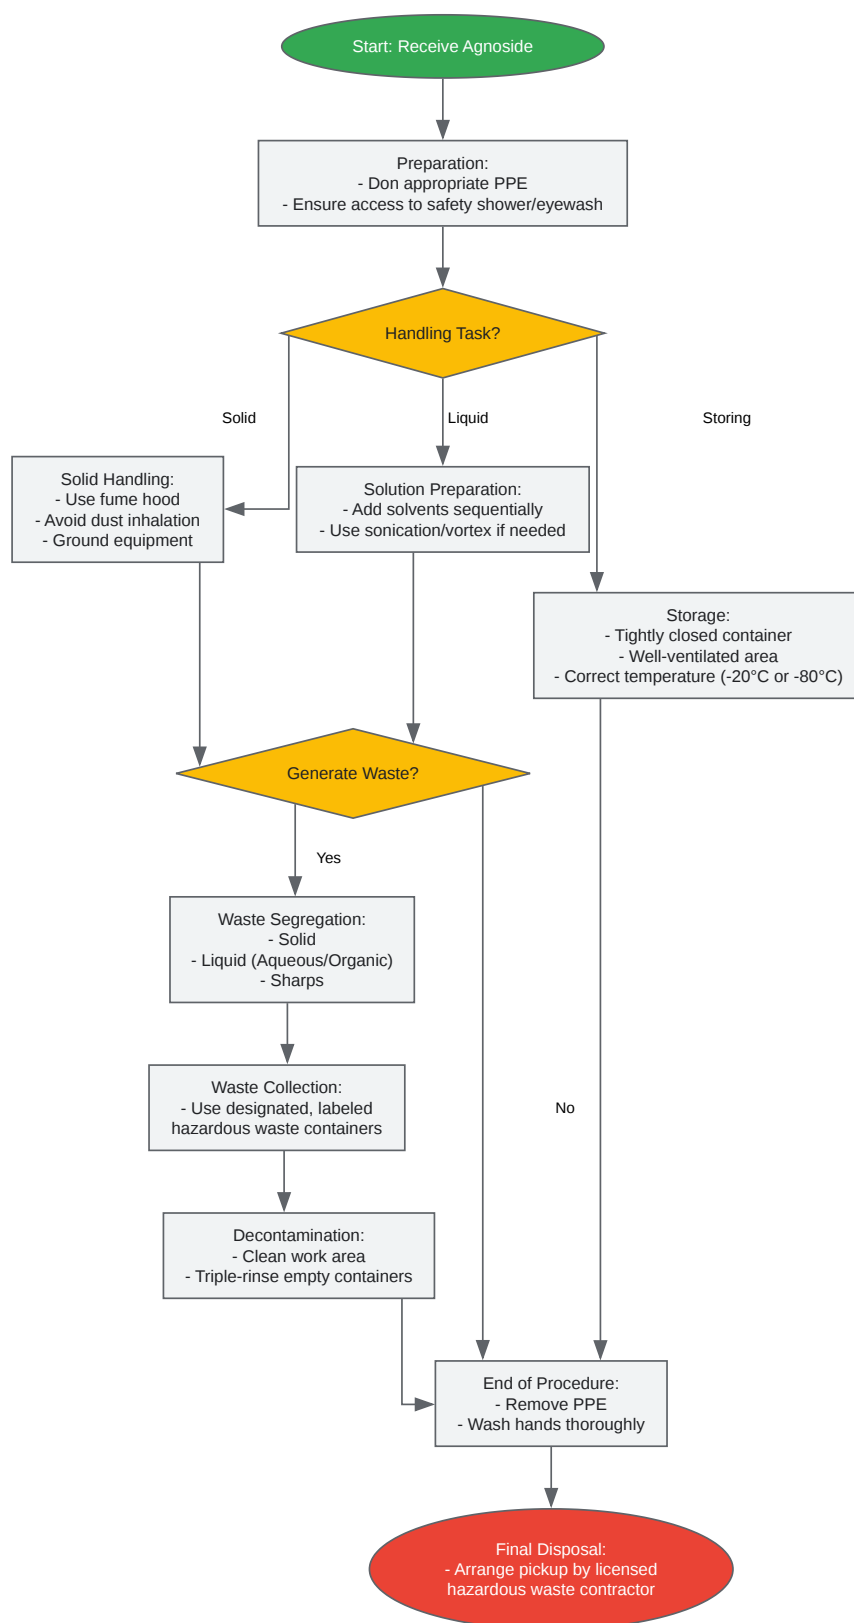 Start: Receive Agnoside
Preparation:
- Don appropriate PPE
- Ensure access to safety shower/eyewash
Handling Task?
Solid
Liquid
Storing
Solid Handling:
- Use fume hood
- Avoid dust inhalation
- Ground equipment
Solution Preparation:
- Add solvents sequentially
- Use sonication/vortex if needed
Storage:
- Tightly closed container
- Well-ventilated area
- Correct temperature (-20°C or -80°C)
Generate Waste?
Yes
Waste Segregation:
- Solid
- Liquid (Aqueous/Organic)
- Sharps
Waste Collection:
- Use designated, labeled
hazardous waste containers
No
Decontamination:
- Clean work area
- Triple-rinse empty containers
End of Procedure:
- Remove PPE
- Wash hands thoroughly
Final Disposal:
- Arrange pickup by licensed
hazardous waste contractor